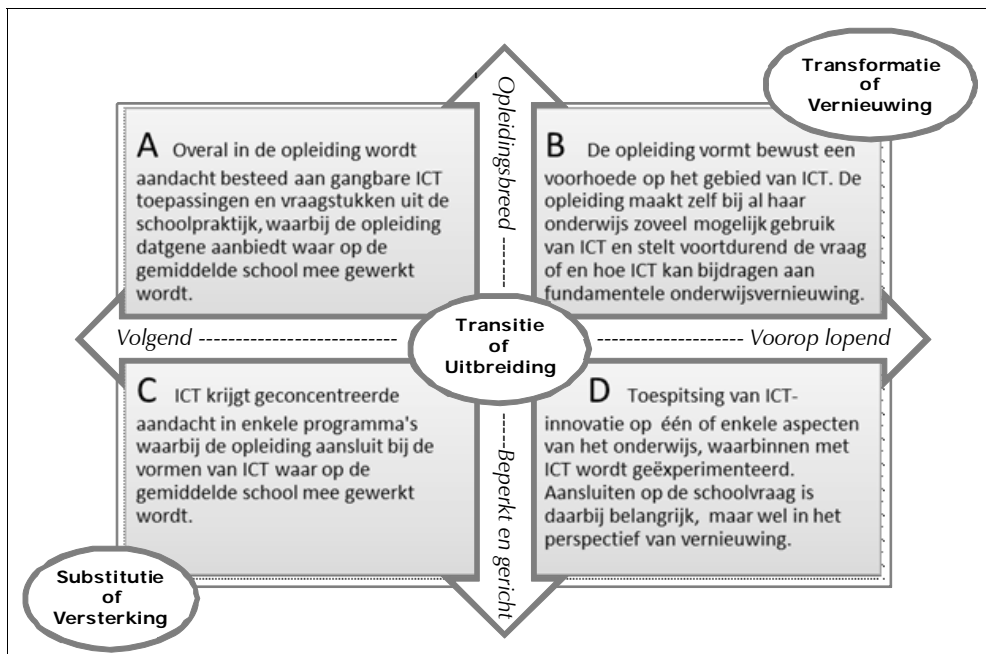 Transformatie
of
Vernieuwing
Opleidingsbreed
A Overal in de opleiding wordt
aandacht besteed aan gangbare ICT
toepassingen en vraagstukken uit de
schoolpraktijk, waarbij de opleiding
datgene aanbiedt waar op de
gemiddelde school mee gewerkt
wordt.
B De opleiding vormt bewust een
voorhoede op het gebied van ICT. De
opleiding maakt zelf bij al haar
onderwijs zoveel mogelijk gebruik
van ICT en stelt voortdurend de vraag
of en hoe ICT kan bijdragen aan
fundamentele onderwijsvernieuwing.
Volgend
Transitie
of
Uitbreiding
Voorop lopend
C ICT krijgt geconcentreerde
aandacht in enkele programma's
waarbij de opleiding aansluit bij de
vormen van ICT waar op de
gemiddelde school mee gewerkt
wordt.
D Toespitsing van ICT-
innovatie op één of enkele aspecten
van het onderwijs, waarbinnen met
ICT wordt geëxperimenteerd.
Aansluiten op de schoolvraag is
daarbij belangrijk, maar wel in het
perspectief van vernieuwing.
Beperkt en gericht
Substitutie
of
Versterking